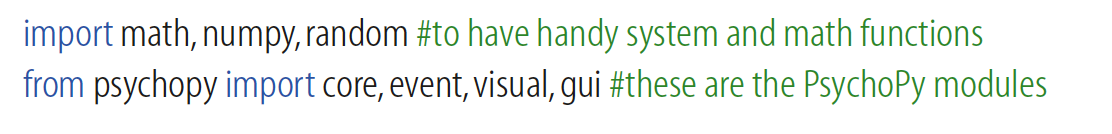 import math, numpy, random #to have handy system and math functions
from psychopy import core, event, visual, gui #these are the PsychoPy modules